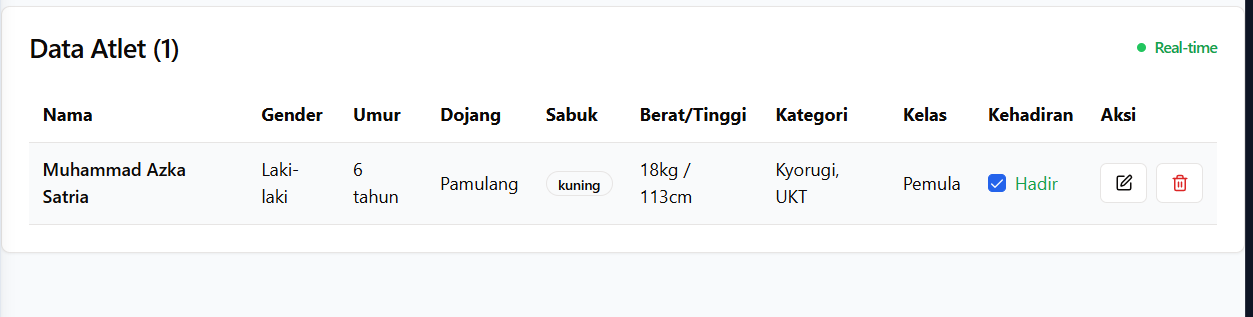 Data Atlet (1)
Real-time
Nama Gender Umur Dojang Sabuk Berat/Tinggi Kategori Kelas Kehadiran Aksi
Muhammad Azka Satria
Laki-laki
6 tahun
Pamulang
kuning
18kg / 113cm
Kyorugi, UKT
Pemula
Hadir